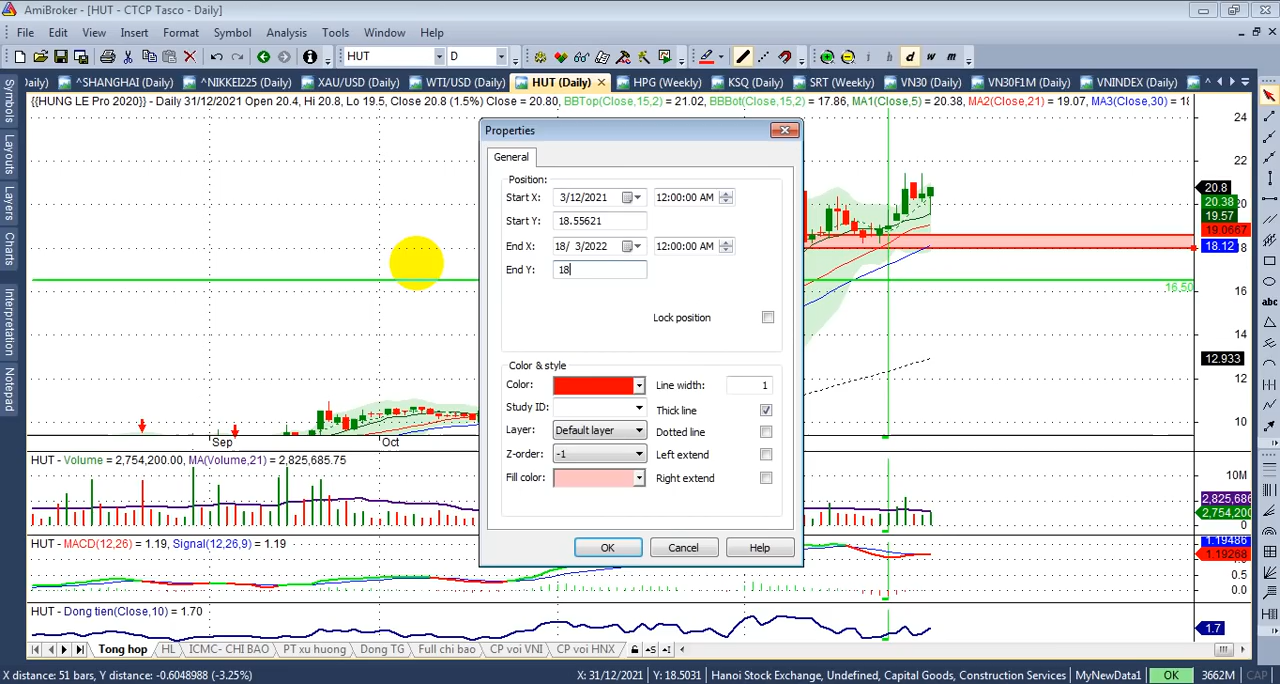 AmiBroker - [HUT - CTCP Tasco - Daily]
File Edit View Insert Format Symbol Analysis Tools Window Help
HUT D i h d w m
aily) ^SHANGHAI (Daily) ^NIKKEI225 (Daily) XAU/USD (Daily) WTI/USD (Daily) HUT (Daily) HPG (Weekly) KSQ (Daily) SRT (Weekly) VN30 (Daily) VN30F1M (Daily) VNINDEX (Daily)
{{HUNG LE Pro 2020}} - Daily 31/12/2021 Open 20.4, Hi 20.8, Lo 19.5, Close 20.8 (1.5%) Close = 20.80, BBTop(Close,15,2) = 21.02, BBBot(Close,15,2) = 17.86, MA1(Close,5) = 20.38, MA2(Close,21) = 19.07, MA3(Close,30) = 18
Symbols
Layouts
Layers
Charts
Interpretation
Notepad
Properties
General
Position:
Start X: 3/12/2021 12:00:00 AM
Start Y: 18.55621
End X: 18/ 3/2022 12:00:00 AM
End Y: 18
Lock position
Color & style
Color: Line width: 1
Study ID: Thick line
Layer: Default layer Dotted line
Z-order: -1 Left extend
Fill color: Right extend
OK Cancel Help
24
22
20.8
20.38
20
19.57
19.0667
18.12
18
16.50
16
14
12.933
12
10
abc
Sep Oct
HUT - Volume = 2,754,200.00, MA(Volume,21) = 2,825,685.75
10M
2,825,686
2,754,200
0
HUT - MACD(12,26) = 1.19, Signal(12,26,9) = 1.19
1.19486
1.19268
0.5
0.0
HUT - Dong tien(Close,10) = 1.70
1.7
Tong hop HL ICMC- CHI BAO PT xu huong Dong TG Full chi bao CP voi VNI CP voi HNX
X distance: 51 bars, Y distance: -0.6048988 (-3.25%) X: 31/12/2021 Y: 18.5031 Hanoi Stock Exchange, Undefined, Capital Goods, Construction Services MyNewData1 OK 3662M CAP